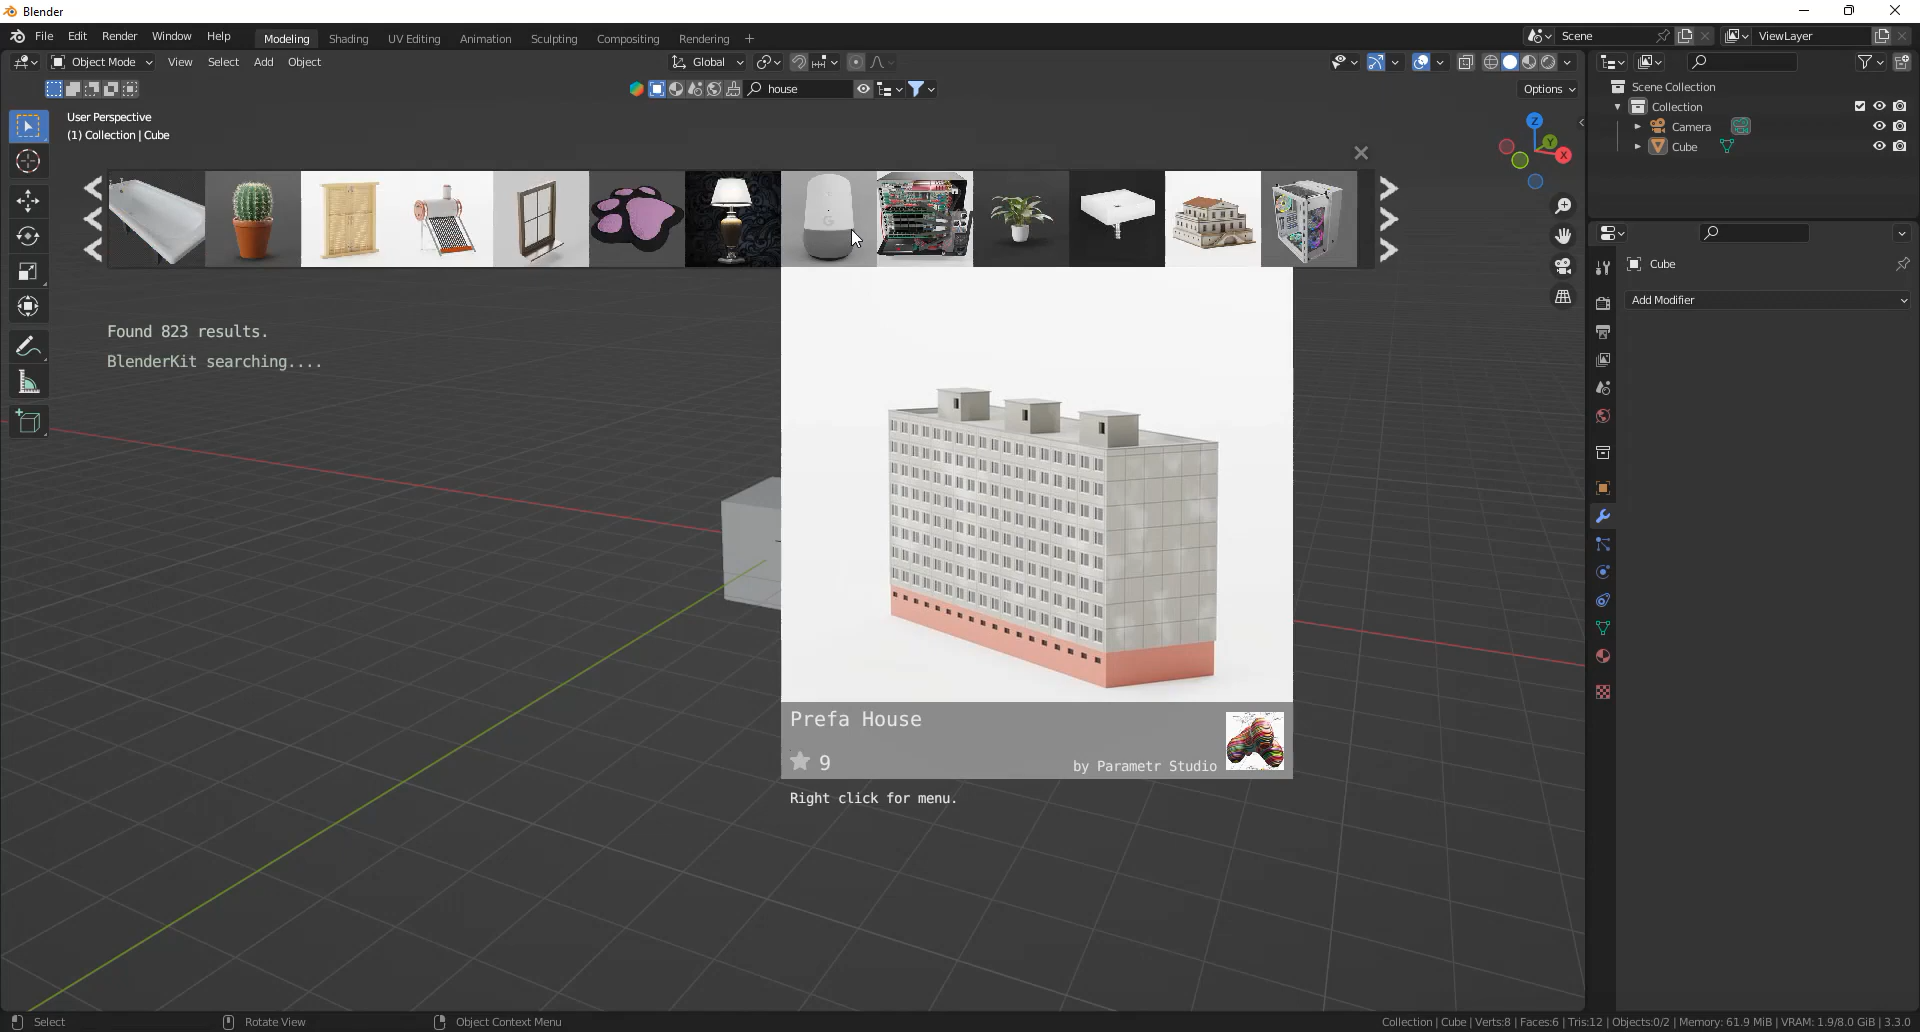 Blender
File Edit Render Window Help Modeling Shading UV Editing Animation Sculpting Compositing Rendering + Scene ViewLayer
Object Mode View Select Add Object Global
house Options
User Perspective
(1) Collection | Cube
Scene Collection
Collection
Camera
Cube
Z
Y
X
Cube
Add Modifier
G
Found 823 results.
BlenderKit searching....
Prefa House
9
by Parametr Studio
Right click for menu.
Select Rotate View Object Context Menu Collection | Cube | Verts:8 | Faces:6 | Tris:12 | Objects:0/2 | Memory: 61.9 MiB | VRAM: 1.9/8.0 GiB | 3.3.0